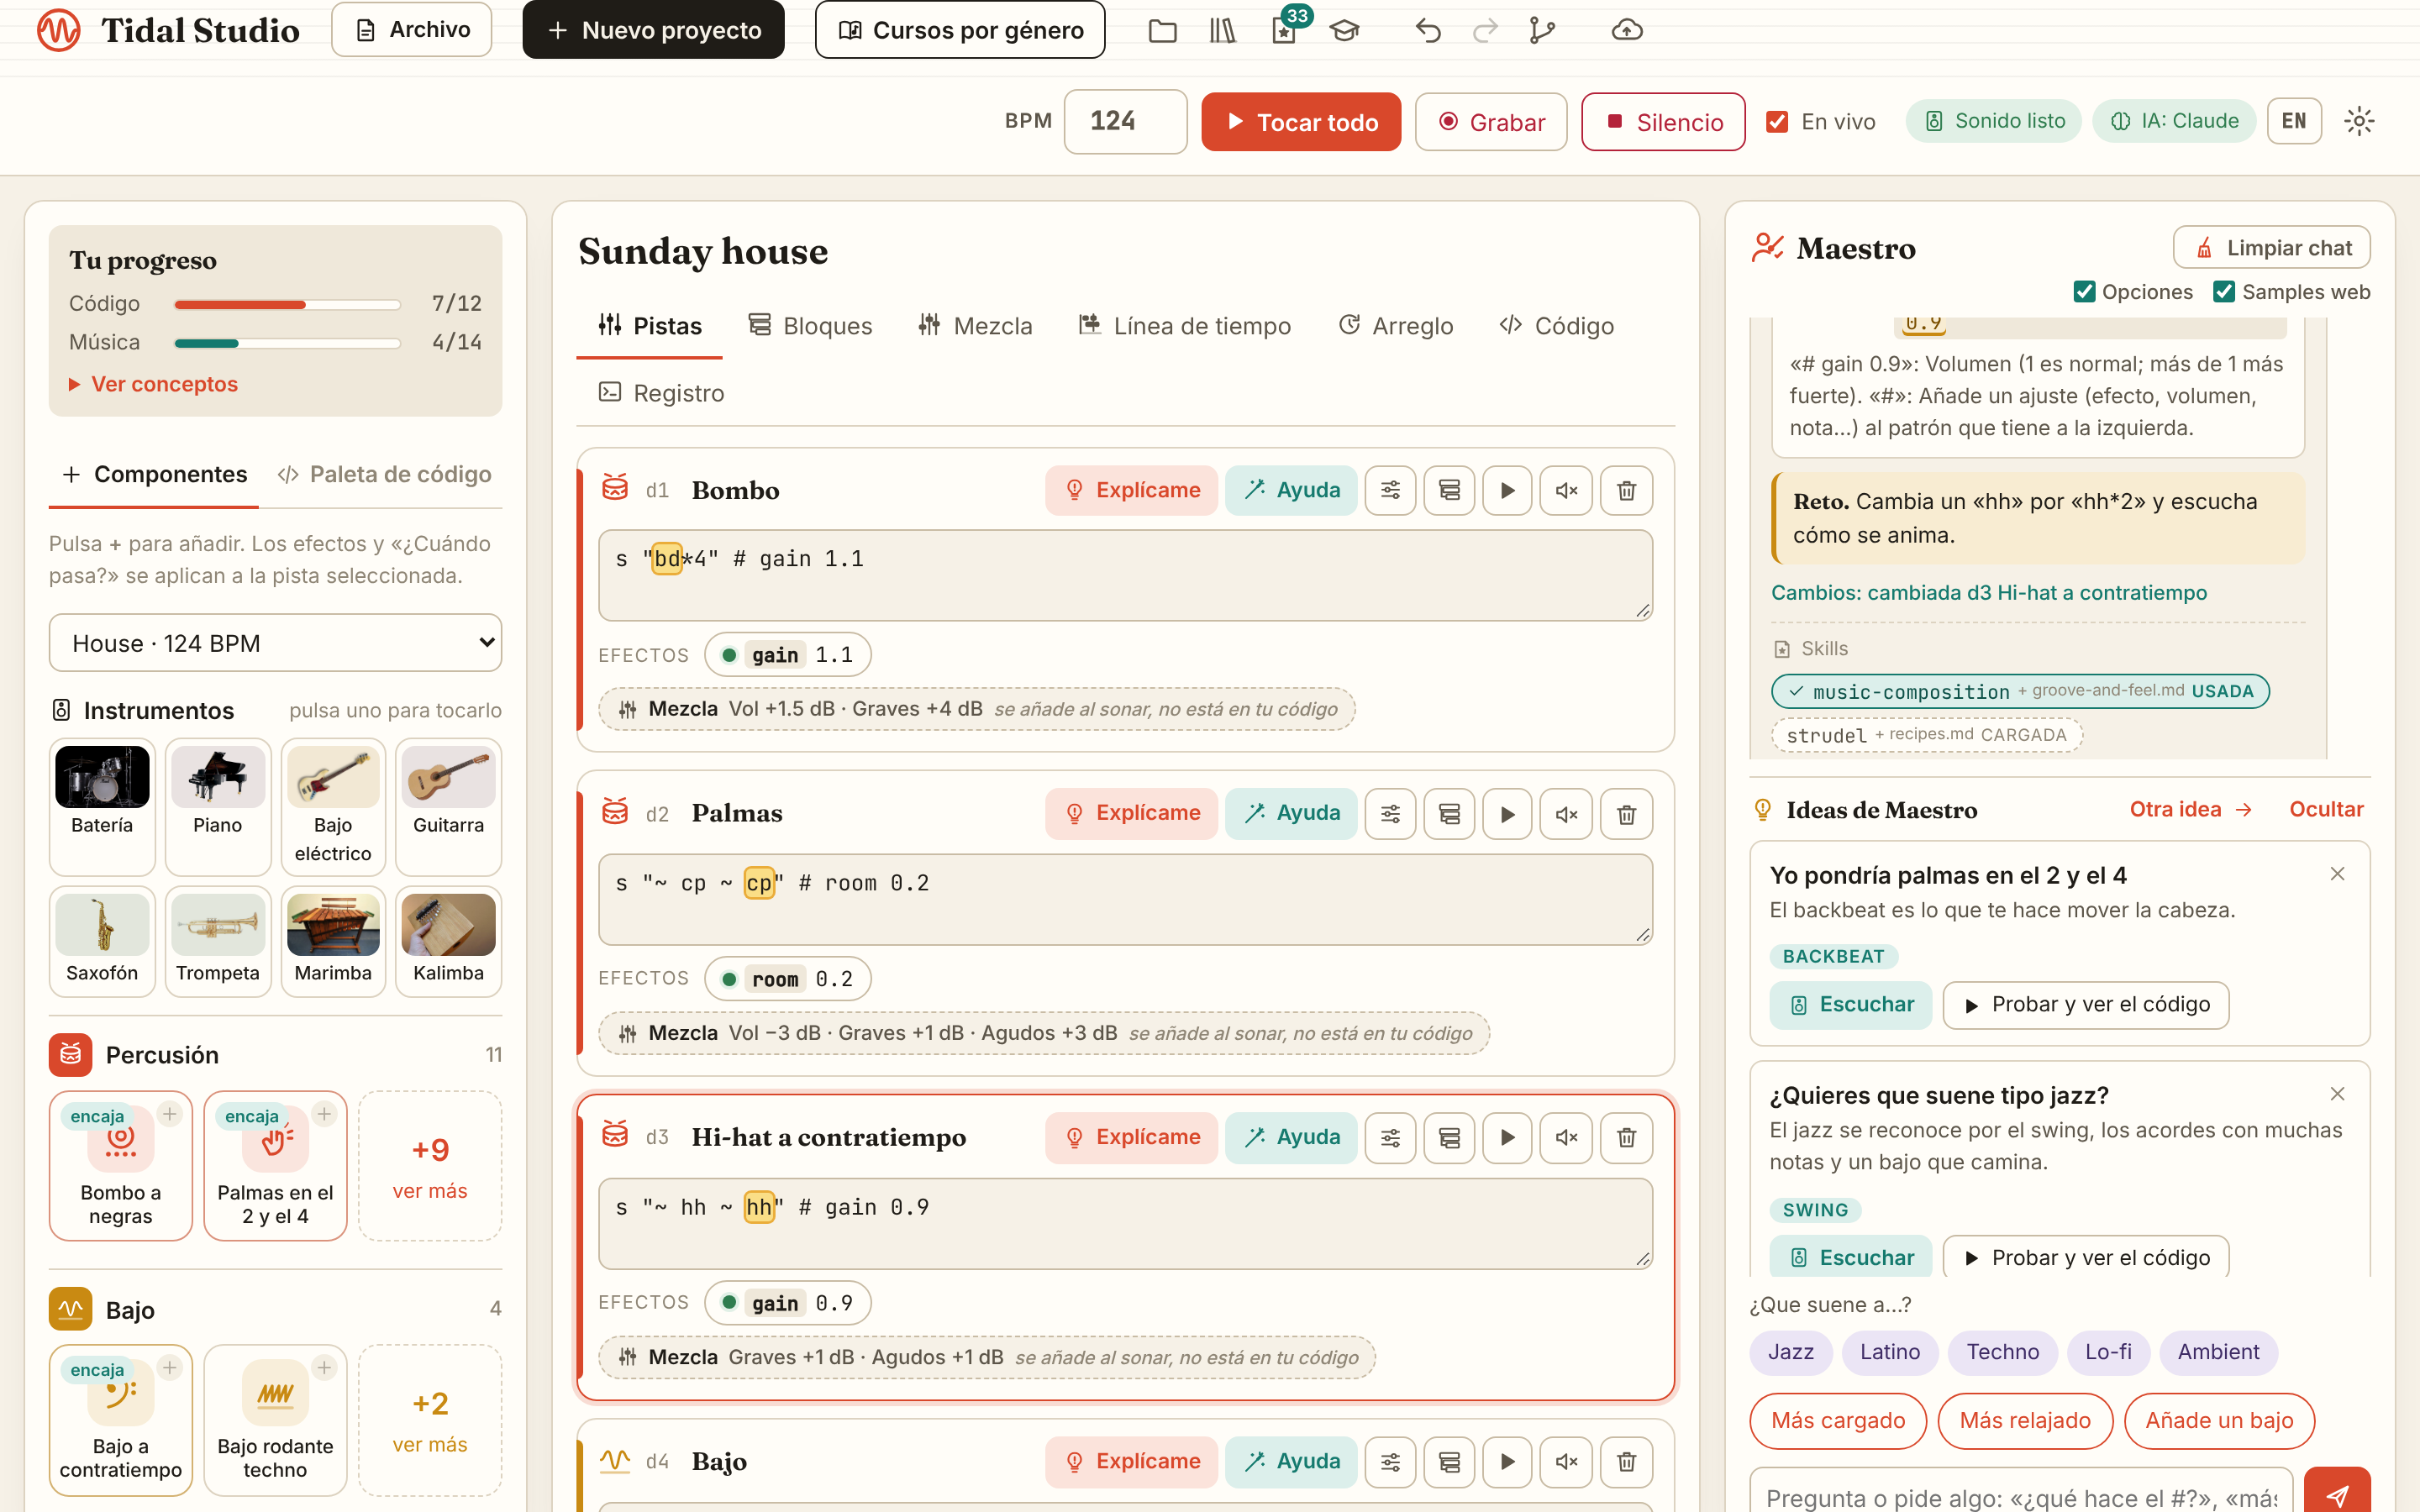 Tidal Studio
Archivo
+ Nuevo proyecto
Cursos por género
33
BPM
124
Tocar todo
Grabar
Silencio
En vivo
Sonido listo
IA: Claude
EN
Tu progreso
Código 7/12
Música 4/14
Ver conceptos
+ Componentes
</> Paleta de código
Pulsa + para añadir. Los efectos y «¿Cuándo
pasa?» se aplican a la pista seleccionada.
House · 124 BPM
Instrumentos
pulsa uno para tocarlo
Batería
Piano
Bajo
eléctrico
Guitarra
Saxofón
Trompeta
Marimba
Kalimba
Percusión
11
encaja
+
Bombo a
negras
encaja
+
Palmas en el
2 y el 4
+9
ver más
Bajo
4
encaja
+
Bajo a
contratiempo
+
Bajo rodante
techno
+2
ver más
Sunday house
Pistas
Bloques
Mezcla
Línea de tiempo
Arreglo
</> Código
Registro
d1 Bombo
Explícame
Ayuda
s "bd*4" # gain 1.1
EFECTOS
gain 1.1
Mezcla Vol +1.5 dB · Graves +4 dB se añade al sonar, no está en tu código
d2 Palmas
Explícame
Ayuda
s "~ cp ~ cp" # room 0.2
EFECTOS
room 0.2
Mezcla Vol −3 dB · Graves +1 dB · Agudos +3 dB se añade al sonar, no está en tu código
d3 Hi-hat a contratiempo
Explícame
Ayuda
s "~ hh ~ hh" # gain 0.9
EFECTOS
gain 0.9
Mezcla Graves +1 dB · Agudos +1 dB se añade al sonar, no está en tu código
d4 Bajo
Explícame
Ayuda
Maestro
Limpiar chat
Opciones
Samples web
0.9
«# gain 0.9»: Volumen (1 es normal; más de 1 más
fuerte). «#»: Añade un ajuste (efecto, volumen,
nota...) al patrón que tiene a la izquierda.
Reto. Cambia un «hh» por «hh*2» y escucha
cómo se anima.
Cambios: cambiada d3 Hi-hat a contratiempo
Skills
music-composition + groove-and-feel.md USADA
strudel + recipes.md CARGADA
Ideas de Maestro
Otra idea →
Ocultar
Yo pondría palmas en el 2 y el 4
El backbeat es lo que te hace mover la cabeza.
BACKBEAT
Escuchar
Probar y ver el código
¿Quieres que suene tipo jazz?
El jazz se reconoce por el swing, los acordes con muchas
notas y un bajo que camina.
SWING
Escuchar
Probar y ver el código
¿Que suene a...?
Jazz
Latino
Techno
Lo-fi
Ambient
Más cargado
Más relajado
Añade un bajo
Pregunta o pide algo: «¿qué hace el #?», «más